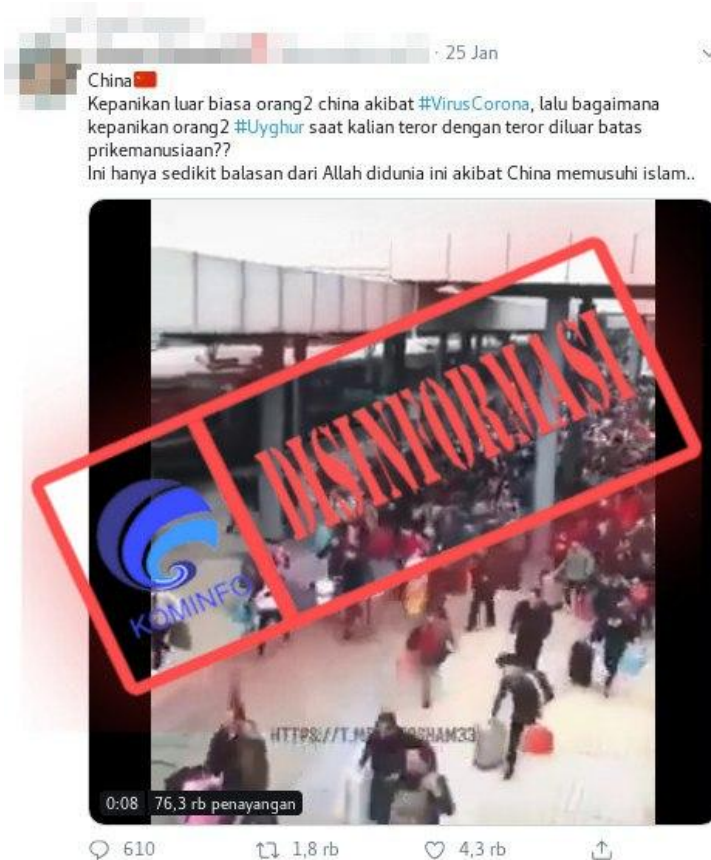 · 25 Jan
China🇨🇳
Kepanikan luar biasa orang2 china akibat #VirusCorona, lalu bagaimana
kepanikan orang2 #Uyghur saat kalian teror dengan teror diluar batas
prikemanusiaan??
Ini hanya sedikit balasan dari Allah didunia ini akibat China memusuhi islam..
DISINFORMASI
KOMINFO
HTTPS://T.ME
0:08 76,3 rb penayangan
610 1,8 rb 4,3 rb